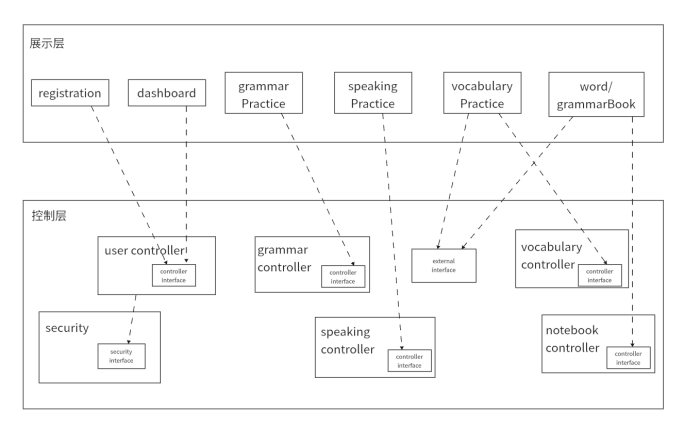 展示层
registration
dashboard
grammar
Practice
speaking
Practice
vocabulary
Practice
word/
grammarBook
控制层
user controller
controller
interface
grammar
controller
controller
interface
external
interface
vocabulary
controller
controller
interface
security
security
interface
speaking
controller
controller
interface
notebook
controller
controller
interface